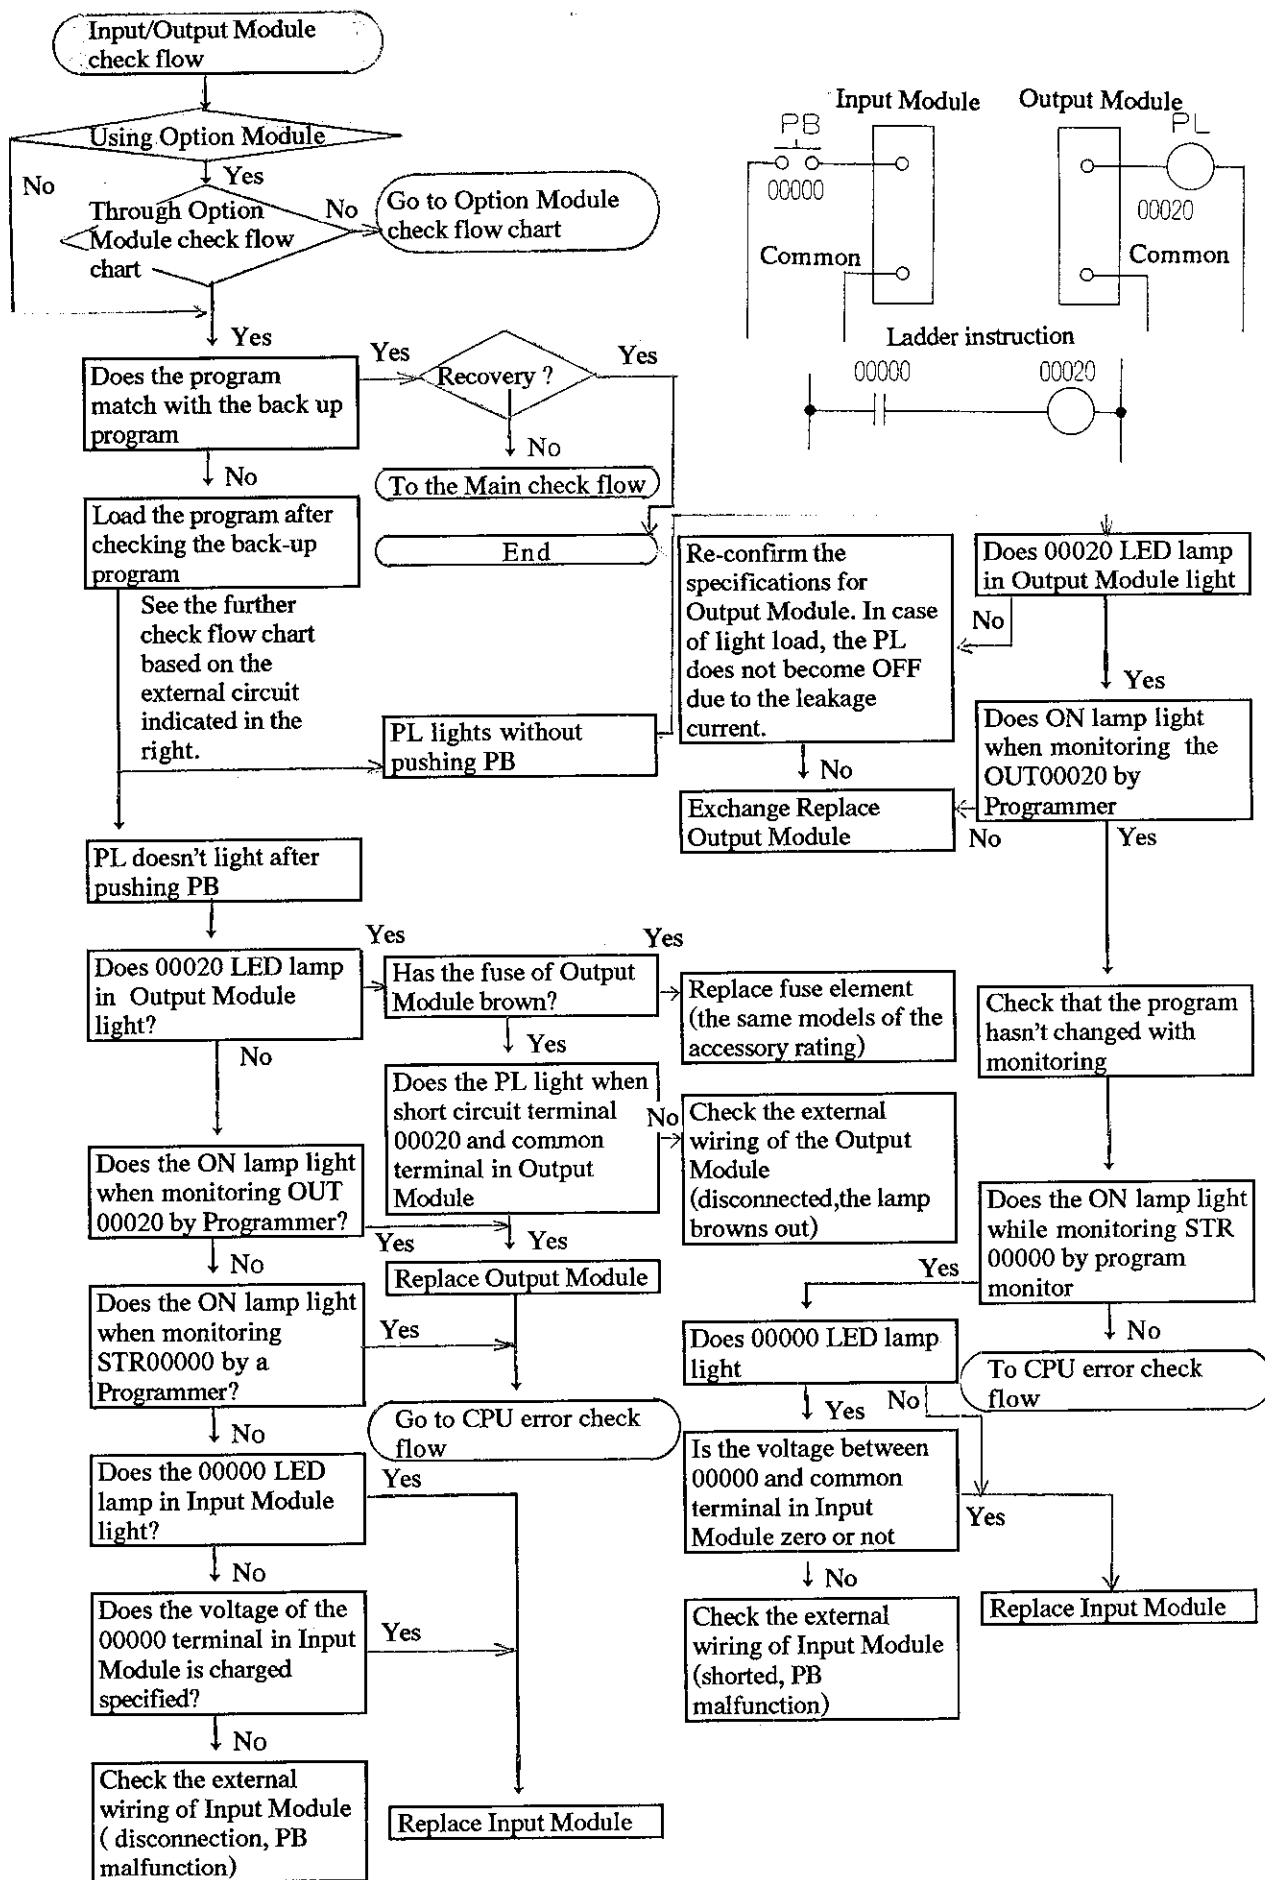 Input/Output Module
check flow
Using Option Module
No
Yes
Through Option
Module check flow
chart
No
Go to Option Module
check flow chart
Yes
Input Module
Output Module
PB
00000
Common
PL
00020
Common
Ladder instruction
00000
00020
Does the program
match with the back up
program
Yes
Recovery ?
Yes
No
To the Main check flow
End
No
Load the program after
checking the back-up
program
See the further
check flow chart
based on the
external circuit
indicated in the
right.
PL lights without
pushing PB
Re-confirm the
specifications for
Output Module. In case
of light load, the PL
does not become OFF
due to the leakage
current.
No
Exchange Replace
Output Module
Does 00020 LED lamp
in Output Module light
No
Yes
Does ON lamp light
when monitoring the
OUT00020 by
Programmer
No
Yes
Check that the program
hasn't changed with
monitoring
Does the ON lamp light
while monitoring STR
00000 by program
monitor
Yes
No
To CPU error check
flow
Does 00000 LED lamp
light
Yes
No
Is the voltage between
00000 and common
terminal in Input
Module zero or not
Yes
Replace Input Module
No
Check the external
wiring of Input Module
(shorted, PB
malfunction)
PL doesn't light after
pushing PB
Does 00020 LED lamp
in Output Module
light?
Yes
Has the fuse of Output
Module brown?
Yes
Replace fuse element
(the same models of the
accessory rating)
Yes
Does the PL light when
short circuit terminal
00020 and common
terminal in Output
Module
No
Check the external
wiring of the Output
Module
(disconnected,the lamp
browns out)
Yes
Replace Output Module
No
Does the ON lamp light
when monitoring OUT
00020 by Programmer?
Yes
No
Does the ON lamp light
when monitoring
STR00000 by a
Programmer?
Yes
Go to CPU error check
flow
No
Does the 00000 LED
lamp in Input Module
light?
Yes
No
Does the voltage of the
00000 terminal in Input
Module is charged
specified?
Yes
Replace Input Module
No
Check the external
wiring of Input Module
( disconnection, PB
malfunction)